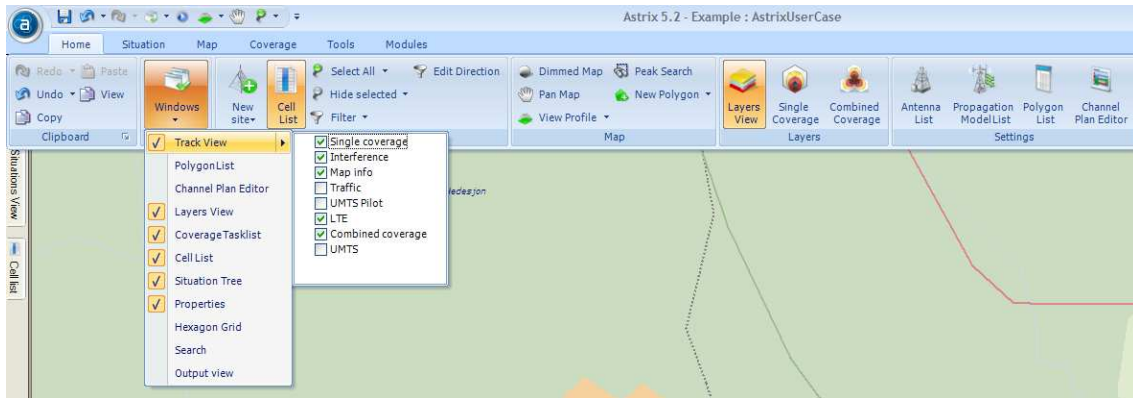 Astrix 5.2 - Example : AstrixUserCase
Home Situation Map Coverage Tools Modules
Redo Paste
Undo View
Copy
Clipboard
Windows
New site
Cell List
Select All Edit Direction
Hide selected
Filter
Dimmed Map Peak Search
Pan Map New Polygon
View Profile
Map
Layers View
Single Coverage
Combined Coverage
Layers
Antenna List
Propagation ModelList
Polygon List
Channel Plan Editor
Settings
Situations View
Cell list
Track View
PolygonList
Channel Plan Editor
Layers View
CoverageTasklist
Cell List
Situation Tree
Properties
Hexagon Grid
Search
Output view
Single coverage
Interference
Map info
Traffic
UMTS Pilot
LTE
Combined coverage
UMTS